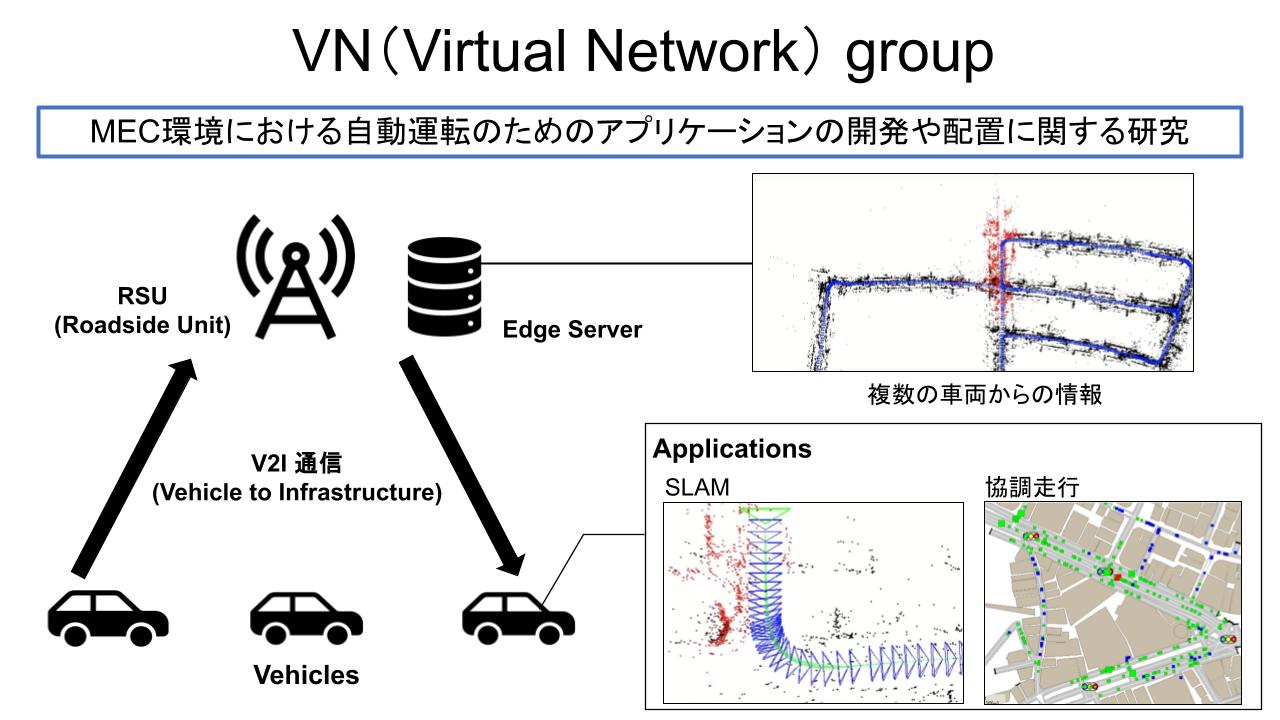 VN（Virtual Network） group
MEC環境における自動運転のためのアプリケーションの開発や配置に関する研究
RSU
(Roadside Unit)
Edge Server
複数の車両からの情報
V2I 通信
(Vehicle to Infrastructure)
Vehicles
Applications
SLAM
協調走行